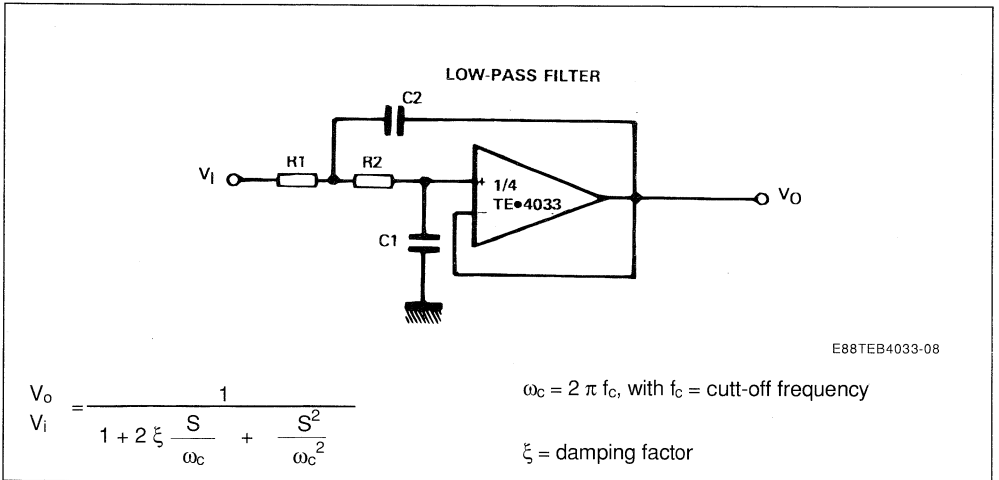 LOW-PASS FILTER
C2
R1
R2
VI
+
1/4
TE•4033
−
VO
C1
E88TEB4033-08
Vo
Vi
=
1
1 + 2 ξ S/ωc + S²/ωc²
ωc = 2 π fc, with fc = cutt-off frequency
ξ = damping factor